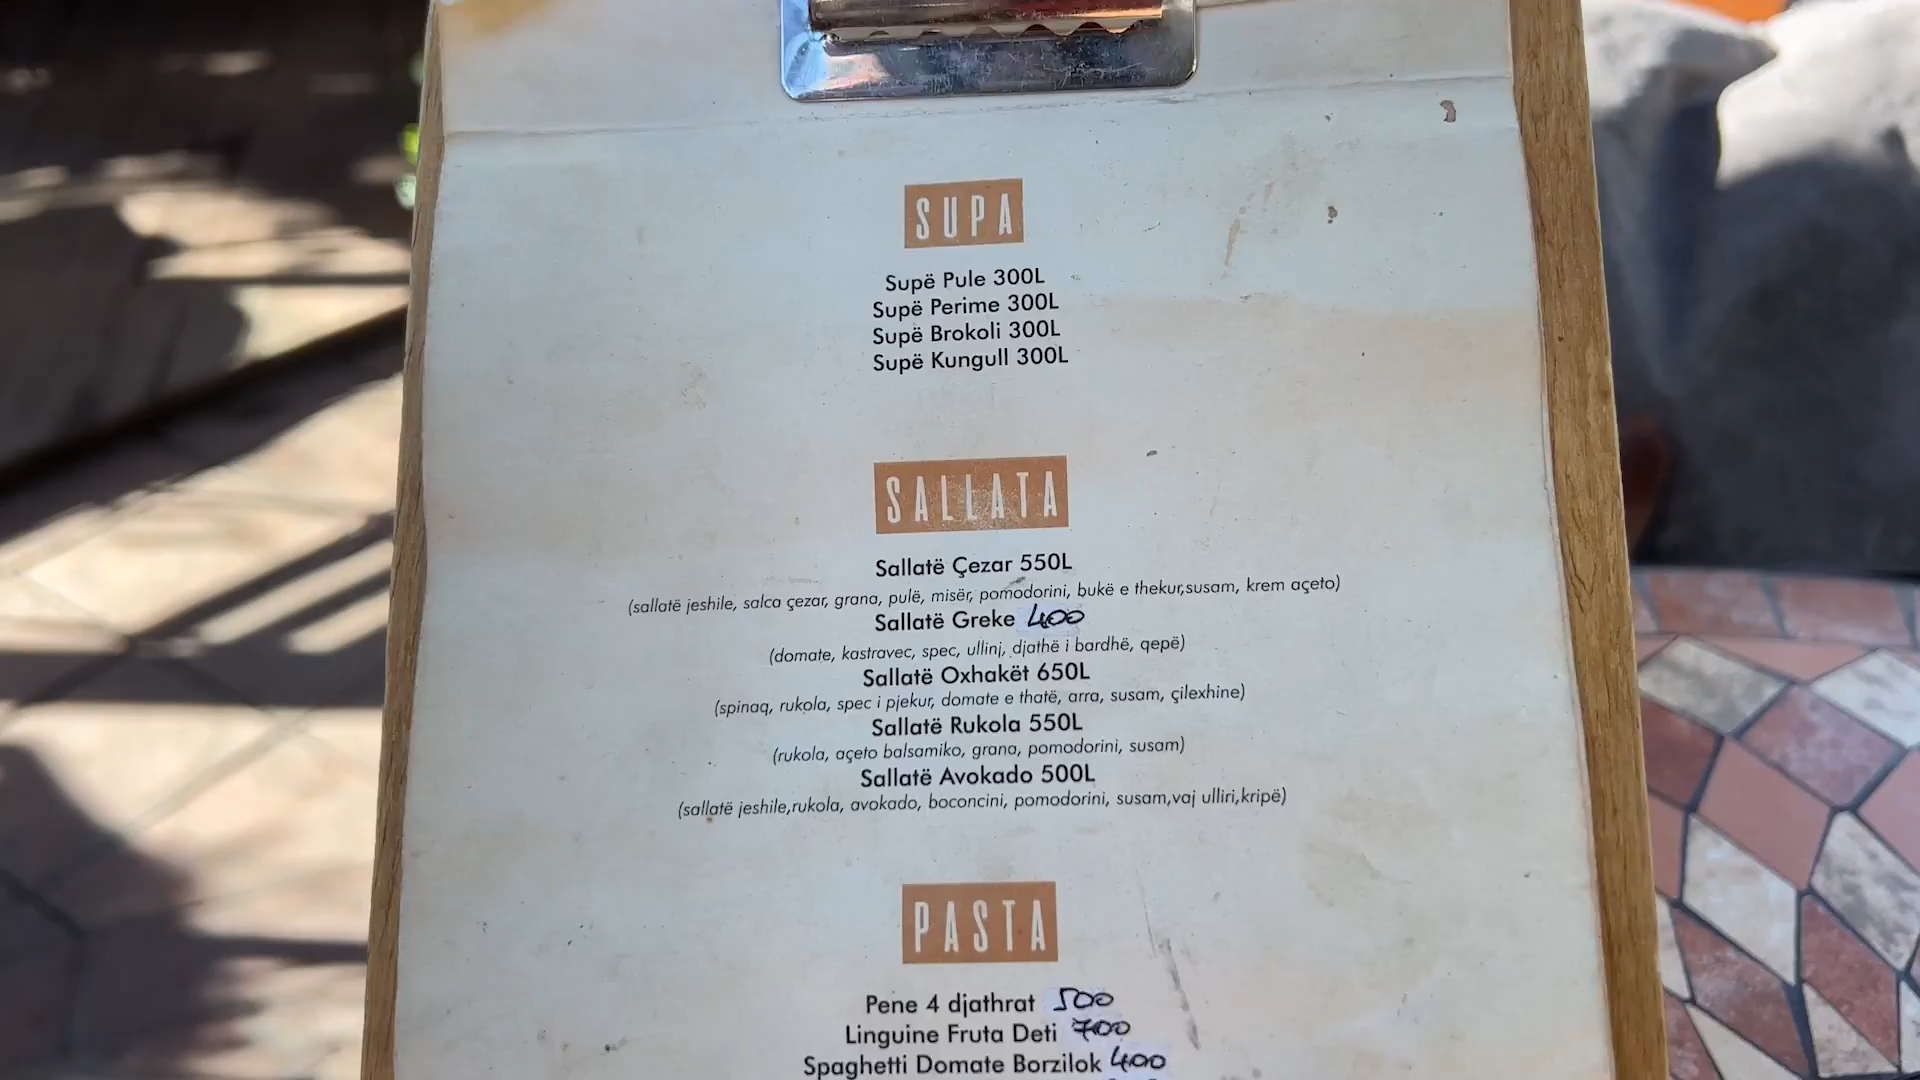 SUPA
Supë Pule 300L
Supë Perime 300L
Supë Brokoli 300L
Supë Kungull 300L
SALLATA
Sallatë Çezar 550L
(sallatë jeshile, salca çezar, grana, pulë, misër, pomodorini, bukë e thekur,susam, krem açeto)
Sallatë Greke 400
(domate, kastravec, spec, ullinj, djathë i bardhë, qepë)
Sallatë Oxhakët 650L
(spinaq, rukola, spec i pjekur, domate e thatë, arra, susam, çilexhine)
Sallatë Rukola 550L
(rukola, açeto balsamiko, grana, pomodorini, susam)
Sallatë Avokado 500L
(sallatë jeshile,rukola, avokado, boconcini, pomodorini, susam,vaj ulliri,kripë)
PASTA
Pene 4 djathrat 500
Linguine Fruta Deti 700
Spaghetti Domate Borzilok 400